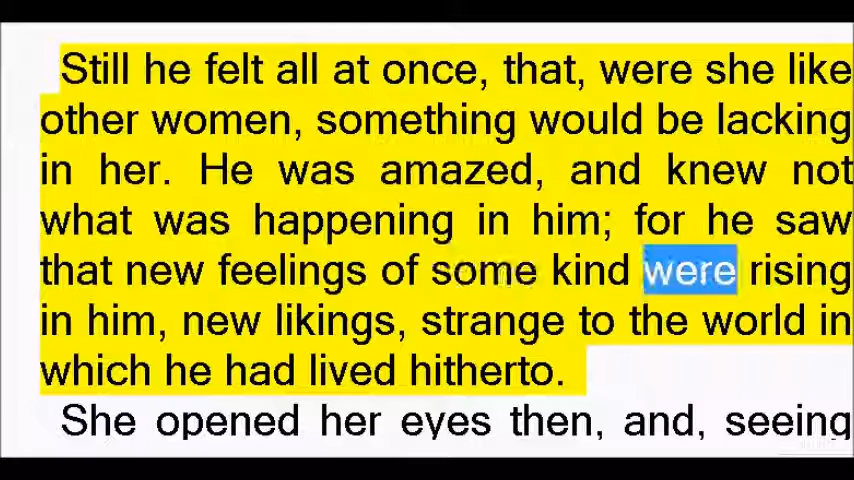 Still he felt all at once, that, were she like
other women, something would be lacking
in her. He was amazed, and knew not
what was happening in him; for he saw
that new feelings of some kind were rising
in him, new likings, strange to the world in
which he had lived hitherto.
She opened her eyes then, and, seeing